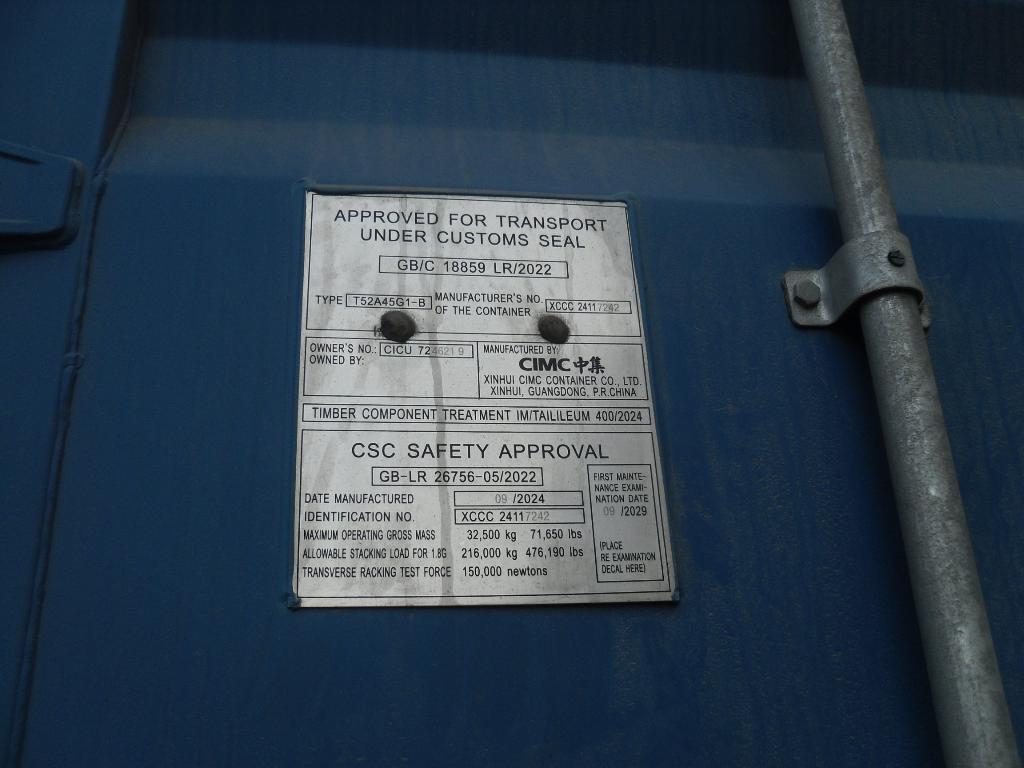 APPROVED FOR TRANSPORT
UNDER CUSTOMS SEAL
GB/C 18859 LR/2022
TYPE T52A45G1-B MANUFACTURER'S NO.
OF THE CONTAINER XCCC 24117242
OWNER'S NO.: CICU 724621 9
OWNED BY:
MANUFACTURED BY:
CIMC中集
XINHUI CIMC CONTAINER CO., LTD.
XINHUI, GUANGDONG, P.R.CHINA
TIMBER COMPONENT TREATMENT IM/TAILILEUM 400/2024
CSC SAFETY APPROVAL
GB-LR 26756-05/2022
DATE MANUFACTURED 09 /2024
IDENTIFICATION NO. XCCC 24117242
MAXIMUM OPERATING GROSS MASS 32,500 kg 71,650 lbs
ALLOWABLE STACKING LOAD FOR 1.8G 216,000 kg 476,190 lbs
TRANSVERSE RACKING TEST FORCE 150,000 newtons
FIRST MAINTE-
NANCE EXAMI-
NATION DATE
09 /2029
(PLACE
RE EXAMINATION
DECAL HERE)